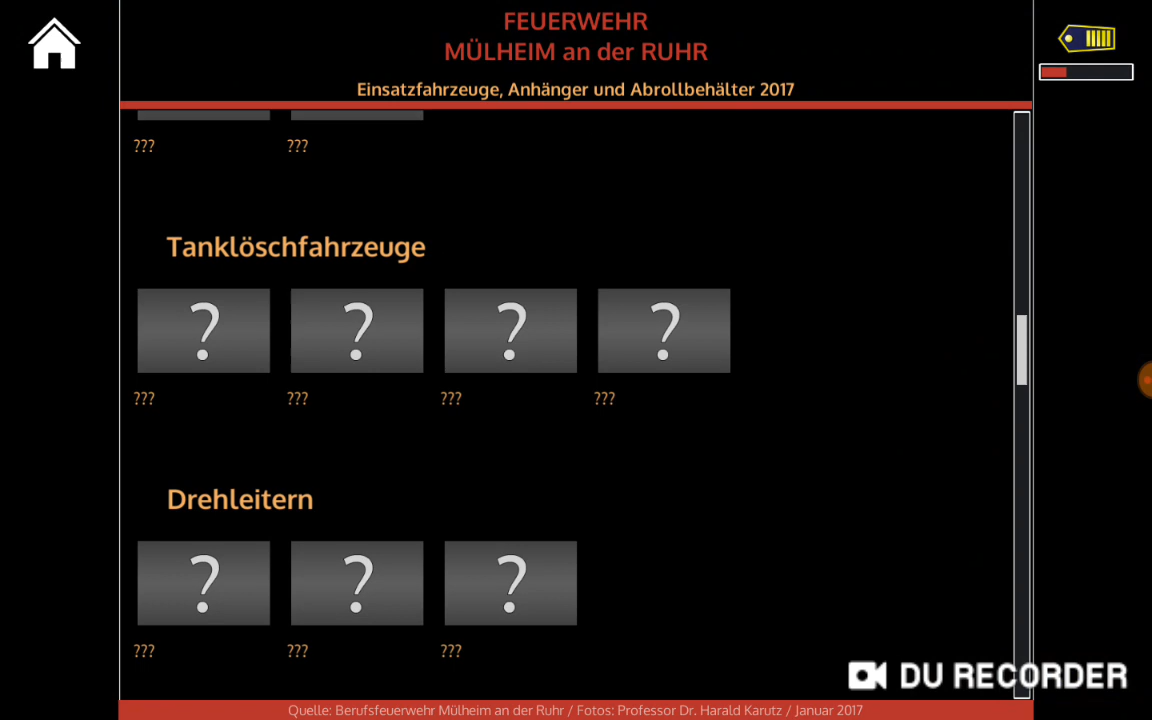 FEUERWEHR
MÜLHEIM an der RUHR
Einsatzfahrzeuge, Anhänger und Abrollbehälter 2017
??? ???
Tanklöschfahrzeuge
? ? ? ?
??? ??? ??? ???
Drehleitern
? ? ?
??? ??? ???
DU RECORDER
Quelle: Berufsfeuerwehr Mülheim an der Ruhr / Fotos: Professor Dr. Harald Karutz / Januar 2017